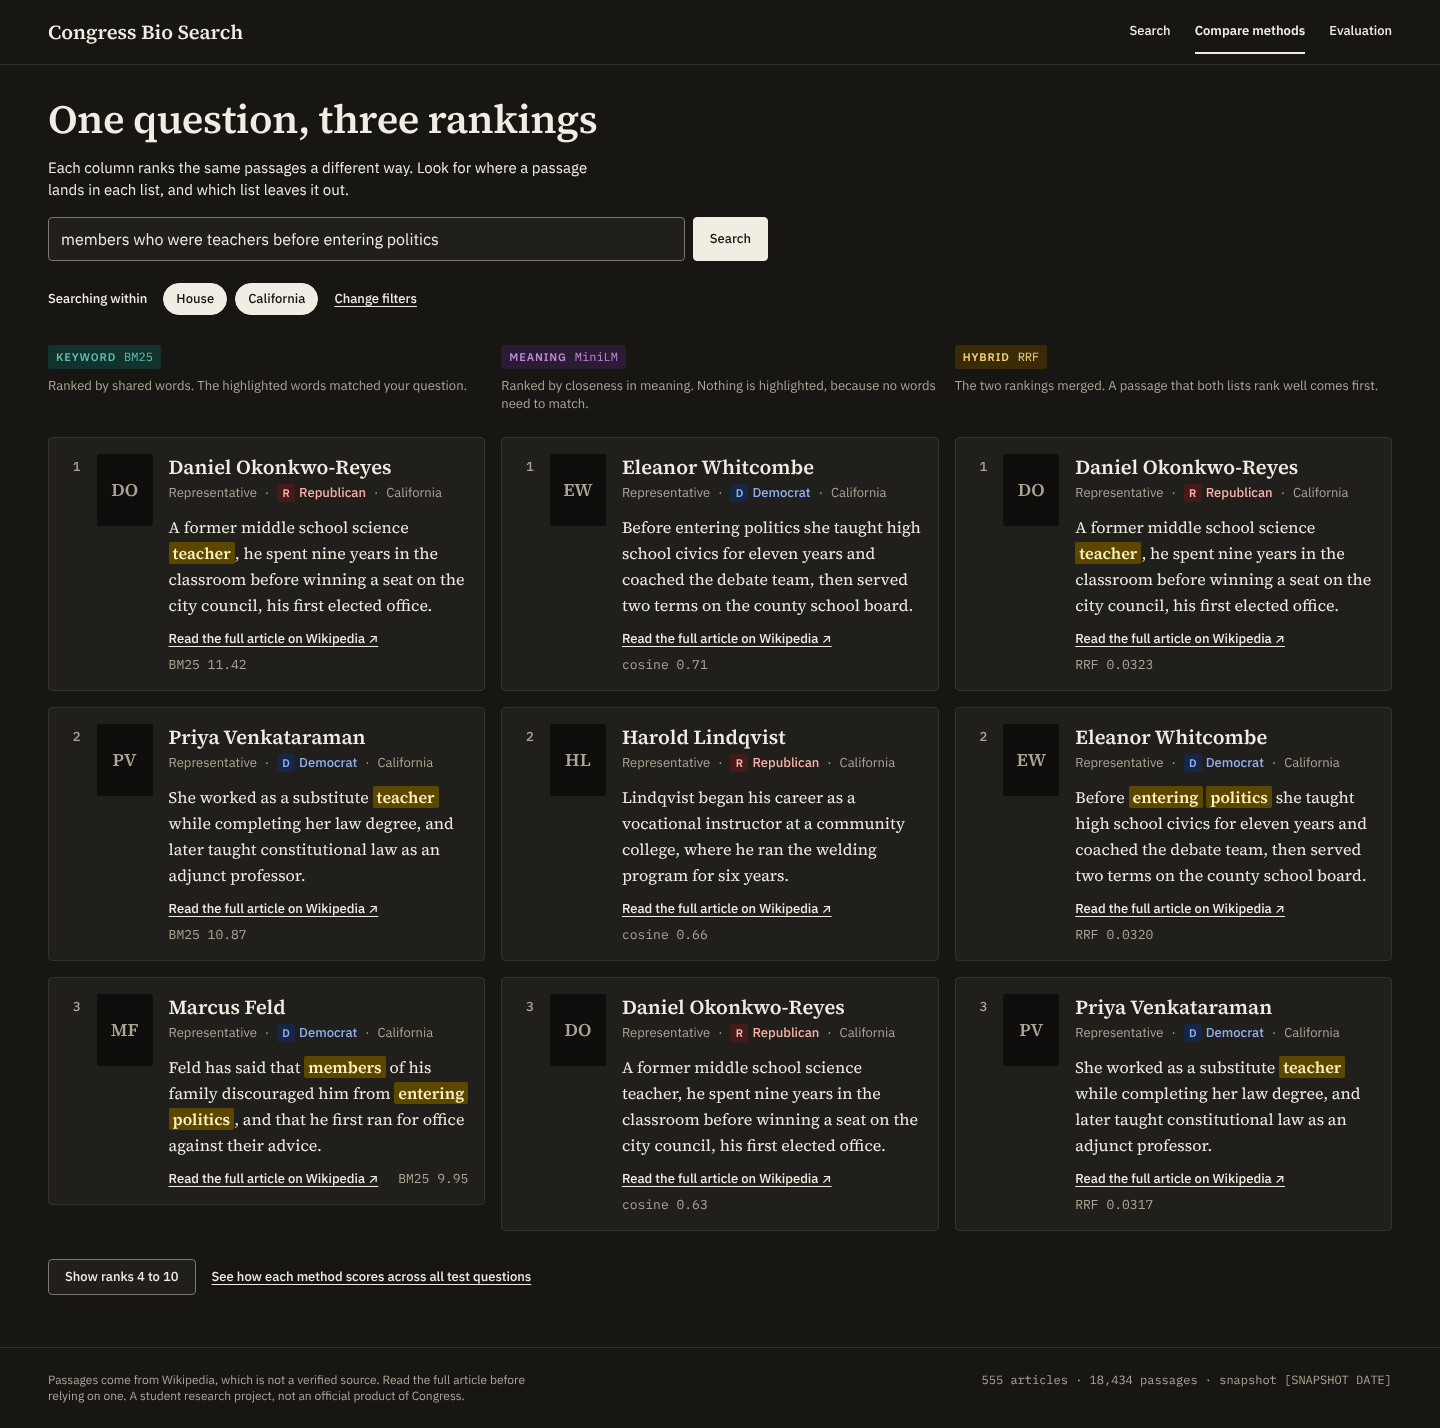 Congress Bio Search
Search
Compare methods
Evaluation
One question, three rankings
Each column ranks the same passages a different way. Look for where a passage
lands in each list, and which list leaves it out.
members who were teachers before entering politics
Search
Searching within
House
California
Change filters
KEYWORD BM25
Ranked by shared words. The highlighted words matched your question.
MEANING MiniLM
Ranked by closeness in meaning. Nothing is highlighted, because no words
need to match.
HYBRID RRF
The two rankings merged. A passage that both lists rank well comes first.
1
DO
Daniel Okonkwo-Reyes
Representative · R Republican · California
A former middle school science
teacher, he spent nine years in the
classroom before winning a seat on the
city council, his first elected office.
Read the full article on Wikipedia ↗
BM25 11.42
1
EW
Eleanor Whitcombe
Representative · D Democrat · California
Before entering politics she taught high
school civics for eleven years and
coached the debate team, then served
two terms on the county school board.
Read the full article on Wikipedia ↗
cosine 0.71
1
DO
Daniel Okonkwo-Reyes
Representative · R Republican · California
A former middle school science
teacher, he spent nine years in the
classroom before winning a seat on the
city council, his first elected office.
Read the full article on Wikipedia ↗
RRF 0.0323
2
PV
Priya Venkataraman
Representative · D Democrat · California
She worked as a substitute teacher
while completing her law degree, and
later taught constitutional law as an
adjunct professor.
Read the full article on Wikipedia ↗
BM25 10.87
2
HL
Harold Lindqvist
Representative · R Republican · California
Lindqvist began his career as a
vocational instructor at a community
college, where he ran the welding
program for six years.
Read the full article on Wikipedia ↗
cosine 0.66
2
EW
Eleanor Whitcombe
Representative · D Democrat · California
Before entering politics she taught
high school civics for eleven years and
coached the debate team, then served
two terms on the county school board.
Read the full article on Wikipedia ↗
RRF 0.0320
3
MF
Marcus Feld
Representative · D Democrat · California
Feld has said that members of his
family discouraged him from entering
politics, and that he first ran for office
against their advice.
Read the full article on Wikipedia ↗ BM25 9.95
3
DO
Daniel Okonkwo-Reyes
Representative · R Republican · California
A former middle school science
teacher, he spent nine years in the
classroom before winning a seat on the
city council, his first elected office.
Read the full article on Wikipedia ↗
cosine 0.63
3
PV
Priya Venkataraman
Representative · D Democrat · California
She worked as a substitute teacher
while completing her law degree, and
later taught constitutional law as an
adjunct professor.
Read the full article on Wikipedia ↗
RRF 0.0317
Show ranks 4 to 10
See how each method scores across all test questions
Passages come from Wikipedia, which is not a verified source. Read the full article before
relying on one. A student research project, not an official product of Congress.
555 articles · 18,434 passages · snapshot [SNAPSHOT DATE]